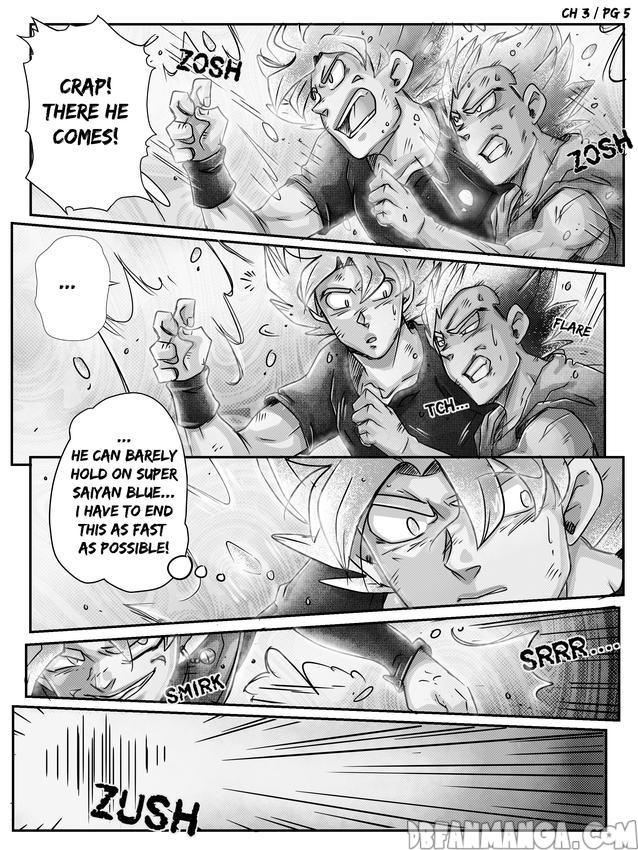 CH 3 / PG 5
ZOSH
CRAP!
THERE HE
COMES!
ZOSH
...
FLARE
TCH...
...
HE CAN BARELY
HOLD ON SUPER
SAIYAN BLUE...
I HAVE TO END
THIS AS FAST
AS POSSIBLE!
SRRR....
SMIRK
ZUSH
DBFANMANGA.COM